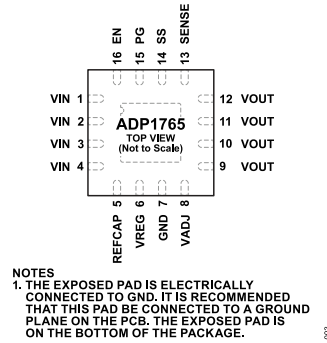 16 EN
15 PG
14 SS
13 SENSE
VIN 1
VIN 2
VIN 3
VIN 4
ADP1765
TOP VIEW
(Not to Scale)
12 VOUT
11 VOUT
10 VOUT
9 VOUT
REFCAP 5
VREG 6
GND 7
VADJ 8
NOTES
1. THE EXPOSED PAD IS ELECTRICALLY
CONNECTED TO GND. IT IS RECOMMENDED
THAT THIS PAD BE CONNECTED TO A GROUND
PLANE ON THE PCB. THE EXPOSED PAD IS
ON THE BOTTOM OF THE PACKAGE.